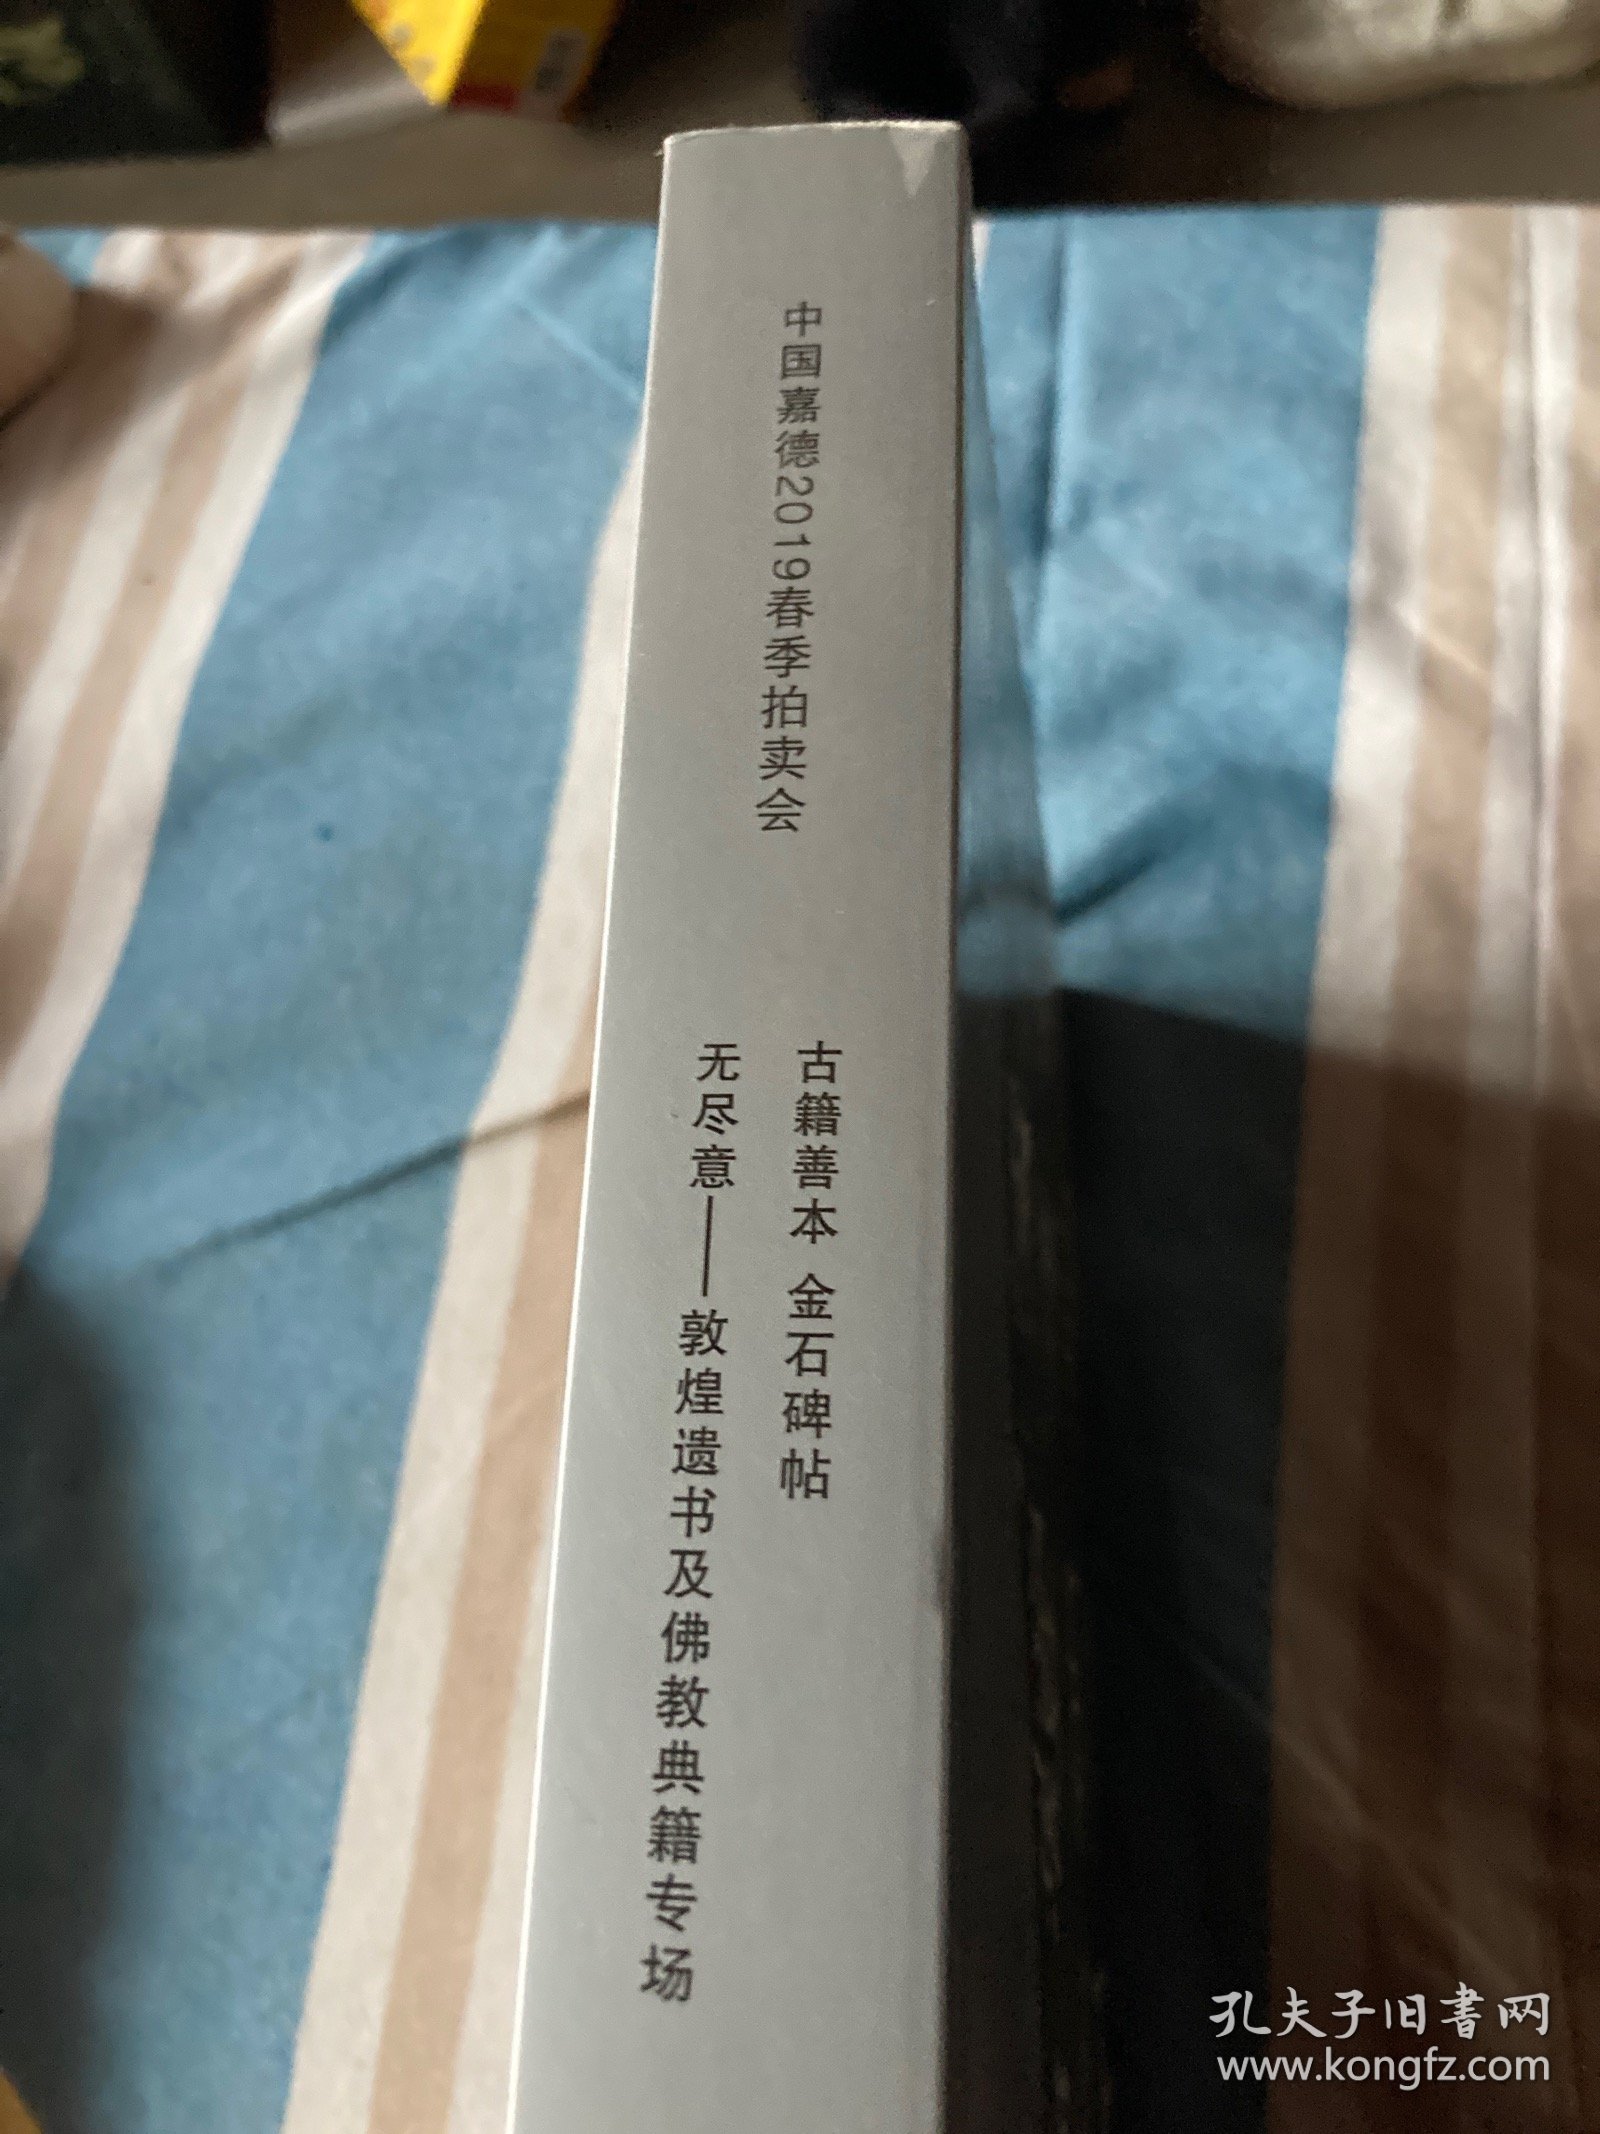 中国嘉德2019春季拍卖会
古籍善本 金石碑帖
无尽意——敦煌遗书及佛教典籍专场
孔夫子旧書网
www.kongfz.com